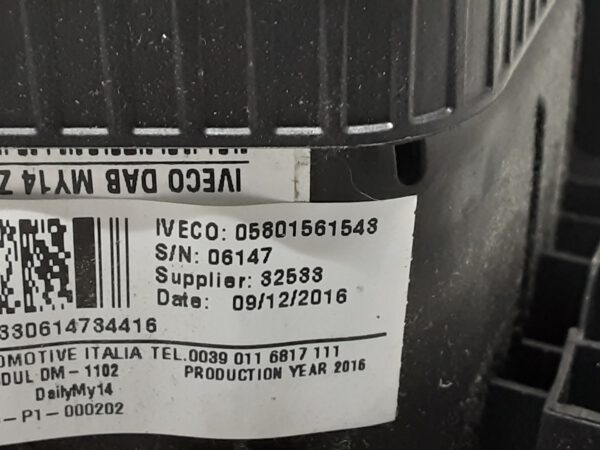 IVECO DAB MY14
IVECO: 05801561543
S/N: 06147
Supplier: 32533
Date: 09/12/2016
330614734416
OMOTIVE ITALIA TEL.0039 011 6817 111
DUL DM-1102 PRODUCTION YEAR 2016
DailyMy14
-P1-000202